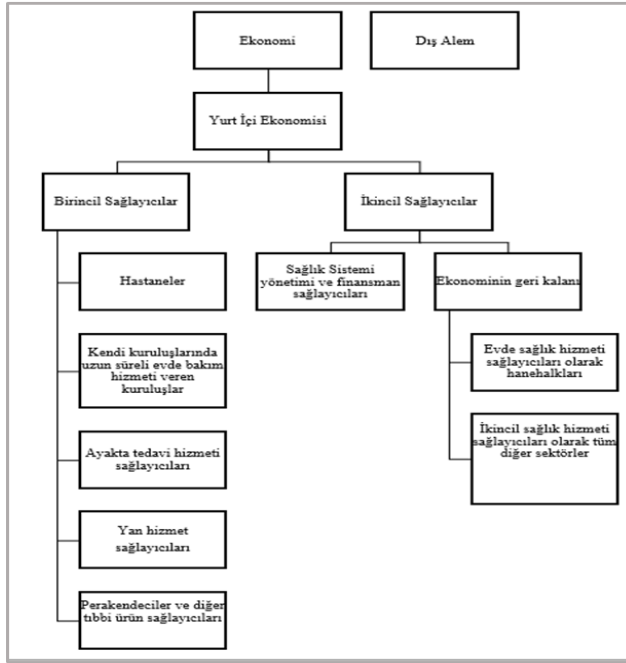 Ekonomi
Dış Alem
Yurt İçi Ekonomisi
Birincil Sağlayıcılar
İkincil Sağlayıcılar
Hastaneler
Sağlık Sistemi
yönetimi ve finansman
sağlayıcıları
Ekonominin geri kalanı
Kendi kuruluşlarında
uzun süreli evde bakım
hizmeti veren
kuruluşlar
Evde sağlık hizmeti
sağlayıcıları olarak
hanehalkları
Ayakta tedavi hizmeti
sağlayıcıları
İkincil sağlık hizmeti
sağlayıcıları olarak tüm
diğer sektörler
Yan hizmet
sağlayıcıları
Perakendeciler ve diğer
tıbbi ürün sağlayıcıları